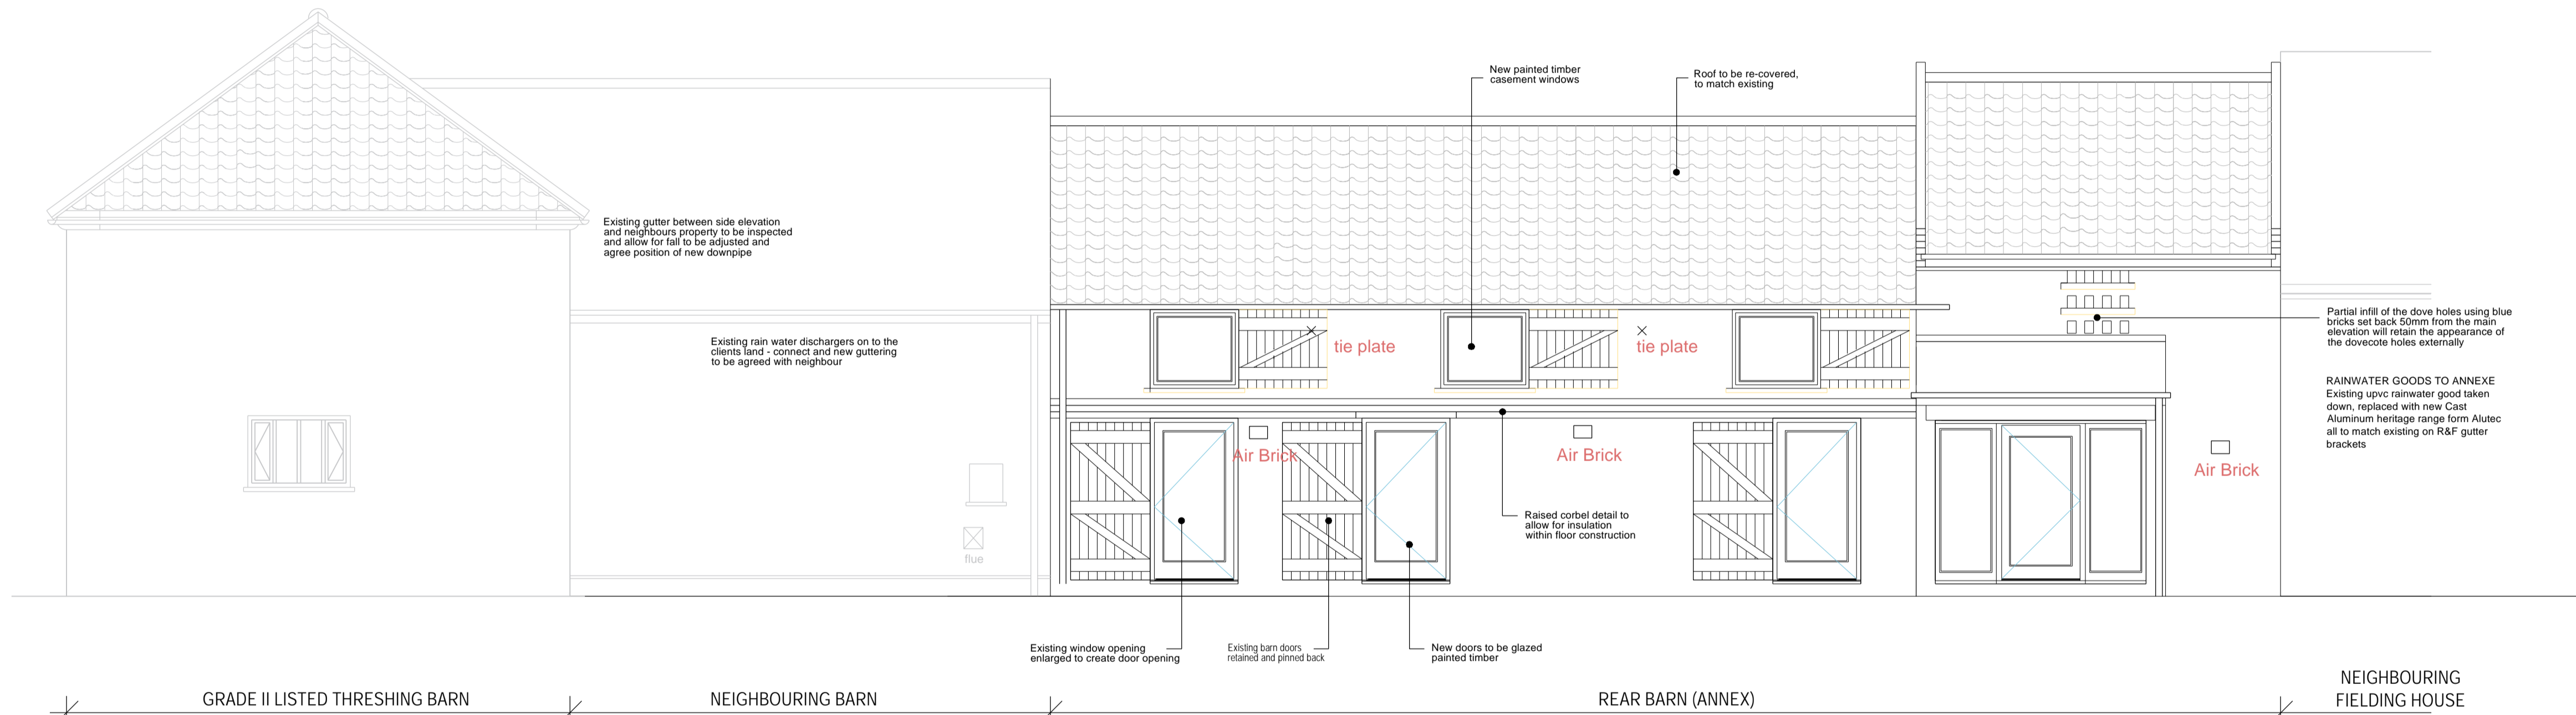 New painted timber
casement windows
Roof to be re-covered,
to match existing
Existing gutter between side elevation
and neighbours property to be inspected
and allow for fall to be adjusted and
agree position of new downpipe
Existing rain water dischargers on to the
clients land - connect and new guttering
to be agreed with neighbour
tie plate
tie plate
Partial infill of the dove holes using blue
bricks set back 50mm from the main
elevation will retain the appearance of
the dovecote holes externally
RAINWATER GOODS TO ANNEXE
Existing upvc rainwater good taken
down, replaced with new Cast
Aluminum heritage range form Alutec
all to match existing on R&F gutter
brackets
Air Brick
Air Brick
Air Brick
Raised corbel detail to
allow for insulation
within floor construction
flue
Existing window opening
enlarged to create door opening
Existing barn doors
retained and pinned back
New doors to be glazed
painted timber
GRADE II LISTED THRESHING BARN
NEIGHBOURING BARN
REAR BARN (ANNEX)
NEIGHBOURING
FIELDING HOUSE